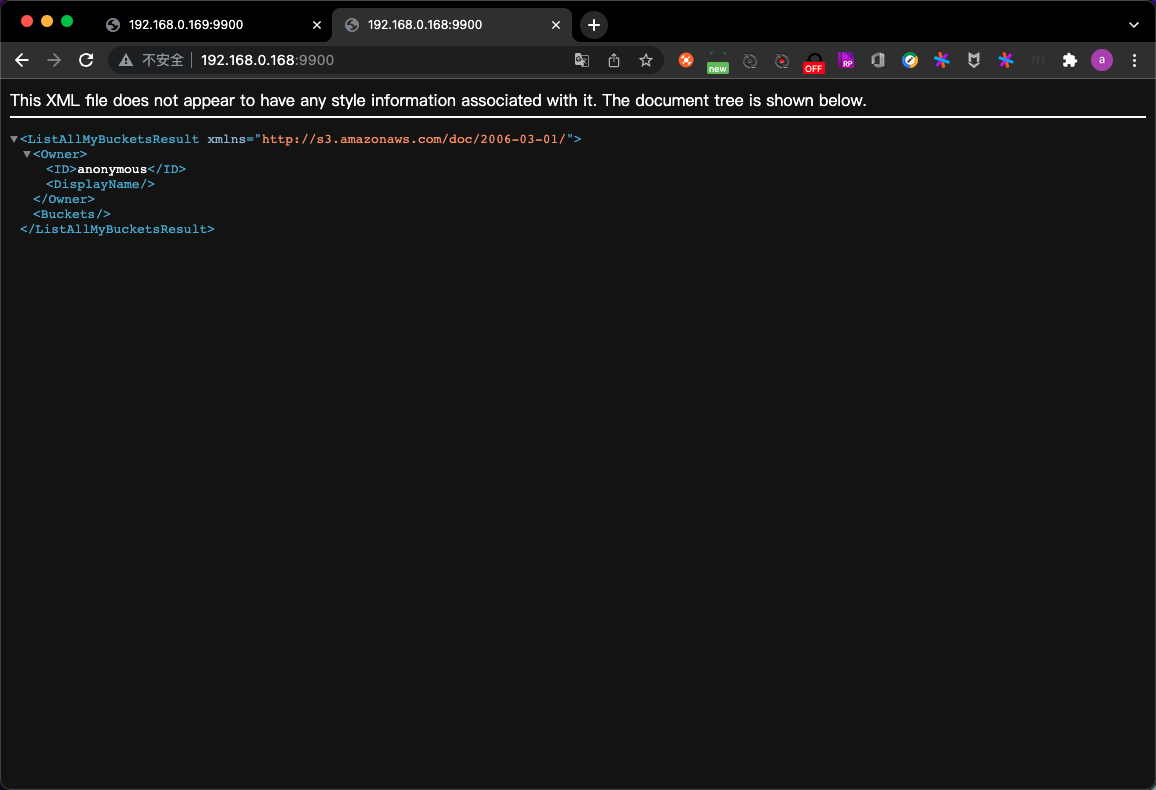 192.168.0.169:9900
192.168.0.168:9900
不安全
192.168.0.168:9900
new
OFF
RP
m
a
This XML file does not appear to have any style information associated with it. The document tree is shown below.
<ListAllMyBucketsResult xmlns="http://s3.amazonaws.com/doc/2006-03-01/">
<Owner>
<ID>anonymous</ID>
<DisplayName/>
</Owner>
<Buckets/>
</ListAllMyBucketsResult>